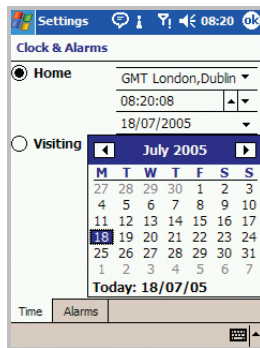 Settings 08:20 ok
Clock & Alarms
Home GMT London,Dublin
08:20:08
18/07/2005
Visiting July 2005
M T W T F S S
27 28 29 30 1 2 3
4 5 6 7 8 9 10
11 12 13 14 15 16 17
18 19 20 21 22 23 24
25 26 27 28 29 30 31
1 2 3 4 5 6 7
Today: 18/07/05
Time Alarms